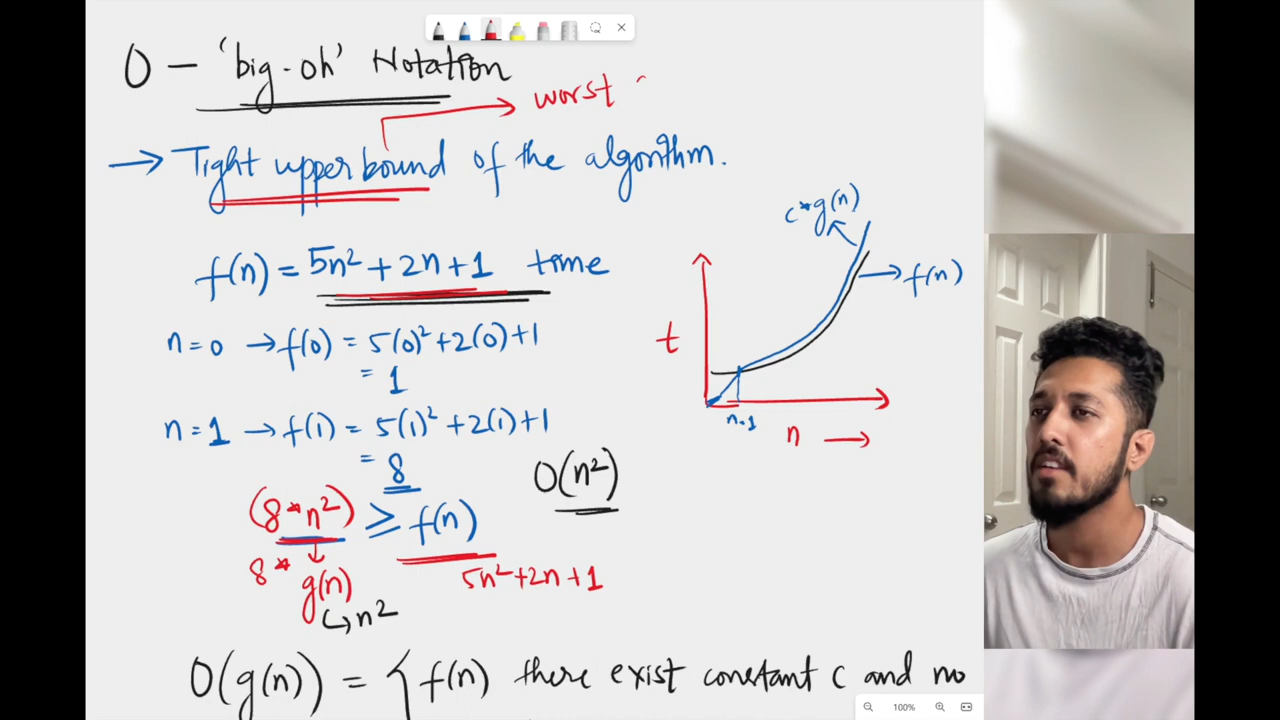 O – 'big-oh' Notation
worst
→ Tight upper bound of the algorithm.
f(n) = 5n² + 2n + 1 time
n = 0 → f(0) = 5(0)² + 2(0) + 1
= 1
n = 1 → f(1) = 5(1)² + 2(1) + 1
= 8
O(n²)
(8 * n²) ≥ f(n)
8 * g(n)
5n² + 2n + 1
↳ n²
O(g(n)) = { f(n) there exist constant c and no
c*g(n)
→ f(n)
t
n=1
n →
100%